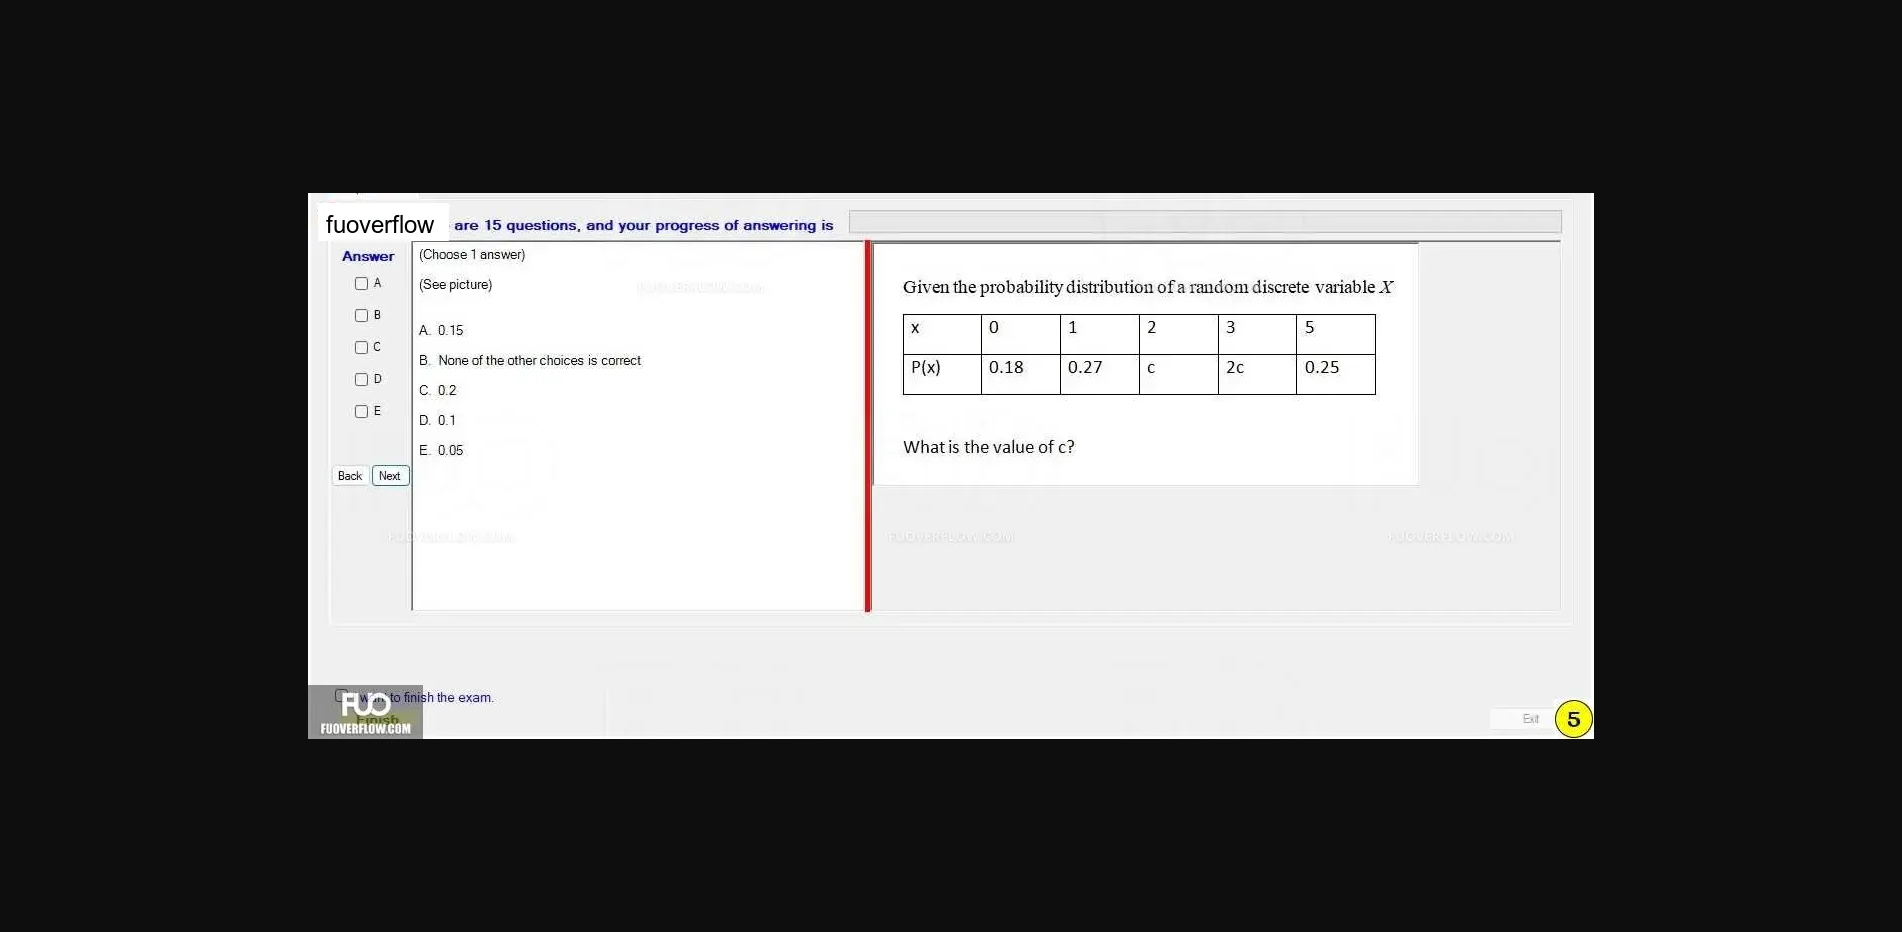 fuoverflow are 15 questions, and your progress of answering is
Answer
A
B
C
D
E
Back Next
(Choose 1 answer)
(See picture)
A. 0.15
B. None of the other choices is correct
C. 0.2
D. 0.1
E. 0.05
Given the probability distribution of a random discrete variable X
x 0 1 2 3 5
P(x) 0.18 0.27 c 2c 0.25
What is the value of c?
FUOVERFLOW.COM
FUOVERFLOW.COM
FUOVERFLOW.COM
FUOVERFLOW.COM
I want to finish the exam.
FUO
Finish
FUOVERFLOW.COM
Exit
5